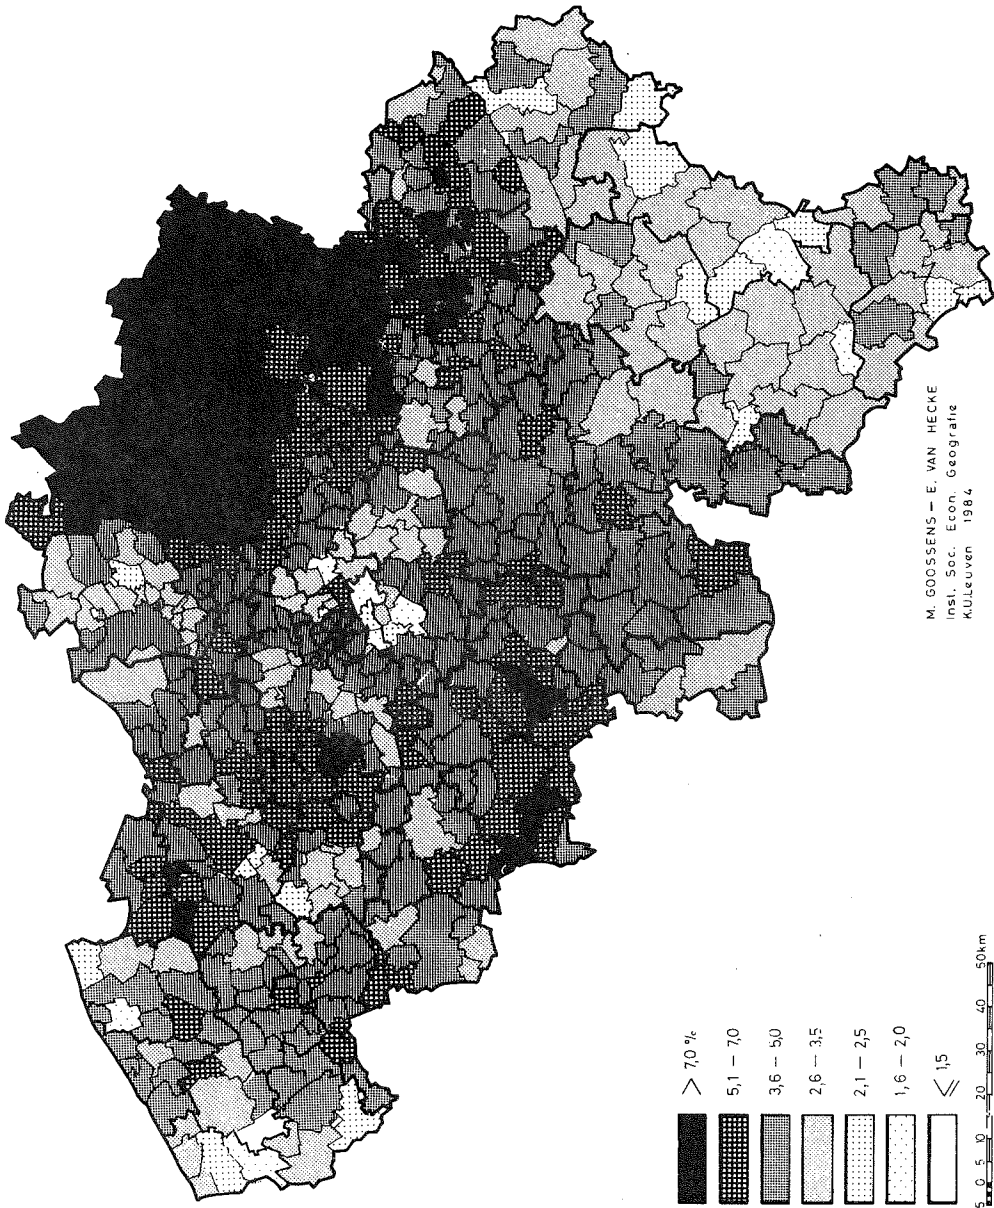 M. GOOSSENS – E. VAN HECKE
Inst. Soc. Econ. Geografie
K.U.Leuven 1984
> 7,0 %
5,1 – 7,0
3,6 – 5,0
2,6 – 3,5
2,1 – 2,5
1,6 – 2,0
≤ 1,5
5 0 5 10 20 30 40 50km